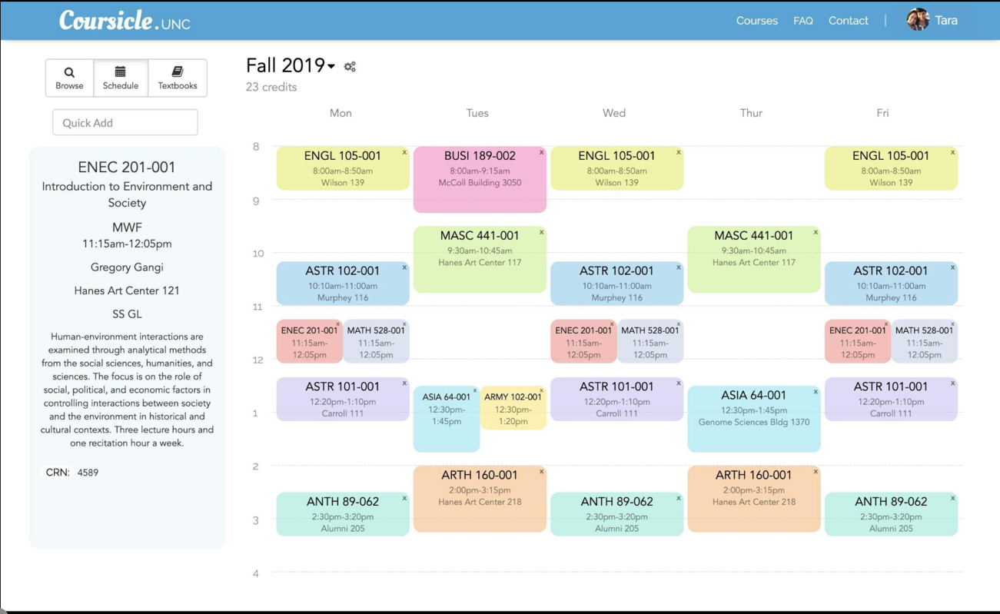 Coursicle.UNC
Courses FAQ Contact | Tara
Browse Schedule Textbooks
Quick Add
ENEC 201-001
Introduction to Environment and
Society
MWF
11:15am-12:05pm
Gregory Gangi
Hanes Art Center 121
SS GL
Human-environment interactions are
examined through analytical methods
from the social sciences, humanities, and
sciences. The focus is on the role of
social, political, and economic factors in
controlling interactions between society
and the environment in historical and
cultural contexts. Three lecture hours and
one recitation hour a week.
CRN: 4589
Fall 2019
23 credits
Mon Tues Wed Thur Fri
8
ENGL 105-001 x BUSI 189-002 x ENGL 105-001 x ENGL 105-001 x
8:00am-8:50am 8:00am-9:15am 8:00am-8:50am 8:00am-8:50am
Wilson 139 McColl Building 3050 Wilson 139 Wilson 139
9
MASC 441-001 x MASC 441-001 x
9:30am-10:45am 9:30am-10:45am
10
Hanes Art Center 117 Hanes Art Center 117
ASTR 102-001 x ASTR 102-001 x ASTR 102-001 x
10:10am-11:00am 10:10am-11:00am 10:10am-11:00am
Murphey 116 Murphey 116 Murphey 116
11
ENEC 201-001 x MATH 528-001 x ENEC 201-001 x MATH 528-001 x ENEC 201-001 x MATH 528-001 x
11:15am- 11:15am- 11:15am- 11:15am- 11:15am- 11:15am-
12:05pm 12:05pm 12:05pm 12:05pm 12:05pm 12:05pm
12
ASTR 101-001 x ASTR 101-001 x ASTR 101-001 x
12:20pm-1:10pm 12:20pm-1:10pm 12:20pm-1:10pm
Carroll 111 Carroll 111 Carroll 111
ASIA 64-001 x ARMY 102-001 x ASIA 64-001 x
12:30pm- 12:30pm- 12:30pm-1:45pm
1:45pm 1:20pm Genome Sciences Bldg 1370
1
2
ARTH 160-001 x ARTH 160-001 x
2:00pm-3:15pm 2:00pm-3:15pm
Hanes Art Center 218 Hanes Art Center 218
ANTH 89-062 x ANTH 89-062 x ANTH 89-062 x
2:30pm-3:20pm 2:30pm-3:20pm 2:30pm-3:20pm
Alumni 205 Alumni 205 Alumni 205
3
4